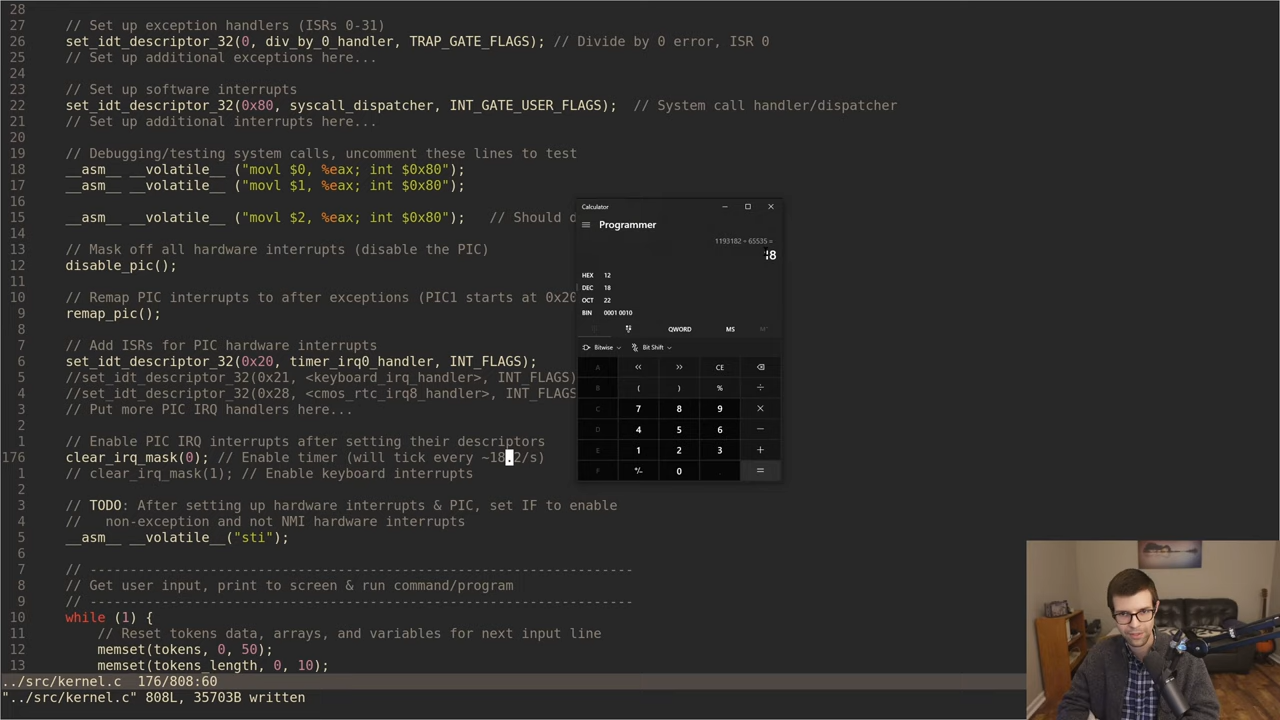 28
27 // Set up exception handlers (ISRs 0-31)
26 set_idt_descriptor_32(0, div_by_0_handler, TRAP_GATE_FLAGS); // Divide by 0 error, ISR 0
25 // Set up additional exceptions here...
24
23 // Set up software interrupts
22 set_idt_descriptor_32(0x80, syscall_dispatcher, INT_GATE_USER_FLAGS); // System call handler/dispatcher
21 // Set up additional interrupts here...
20
19 // Debugging/testing system calls, uncomment these lines to test
18 __asm__ __volatile__ ("movl $0, %eax; int $0x80");
17 __asm__ __volatile__ ("movl $1, %eax; int $0x80");
16
15 __asm__ __volatile__ ("movl $2, %eax; int $0x80"); // Should d
14
13 // Mask off all hardware interrupts (disable the PIC)
12 disable_pic();
11
10 // Remap PIC interrupts to after exceptions (PIC1 starts at 0x20
9 remap_pic();
8
7 // Add ISRs for PIC hardware interrupts
6 set_idt_descriptor_32(0x20, timer_irq0_handler, INT_FLAGS);
5 //set_idt_descriptor_32(0x21, <keyboard_irq_handler>, INT_FLAGS)
4 //set_idt_descriptor_32(0x28, <cmos_rtc_irq8_handler>, INT_FLAGS
3 // Put more PIC IRQ handlers here...
2
1 // Enable PIC IRQ interrupts after setting their descriptors
176 clear_irq_mask(0); // Enable timer (will tick every ~18.2/s)
1 // clear_irq_mask(1); // Enable keyboard interrupts
2
3 // TODO: After setting up hardware interrupts & PIC, set IF to enable
4 // non-exception and not NMI hardware interrupts
5 __asm__ __volatile__("sti");
6
7 // --------------------------------------------------------------------
8 // Get user input, print to screen & run command/program
9 // --------------------------------------------------------------------
10 while (1) {
11 // Reset tokens data, arrays, and variables for next input line
12 memset(tokens, 0, 50);
13 memset(tokens_length, 0, 10);
../src/kernel.c 176/808:60
"../src/kernel.c" 808L, 35703B written
Calculator
Programmer
1193182 ÷ 65535 =
18
HEX 12
DEC 18
OCT 22
BIN 0001 0010
QWORD MS
Bitwise Bit Shift
A << >> CE
B ( ) % ÷
C 7 8 9 ×
D 4 5 6 −
E 1 2 3 +
F +/- 0 =